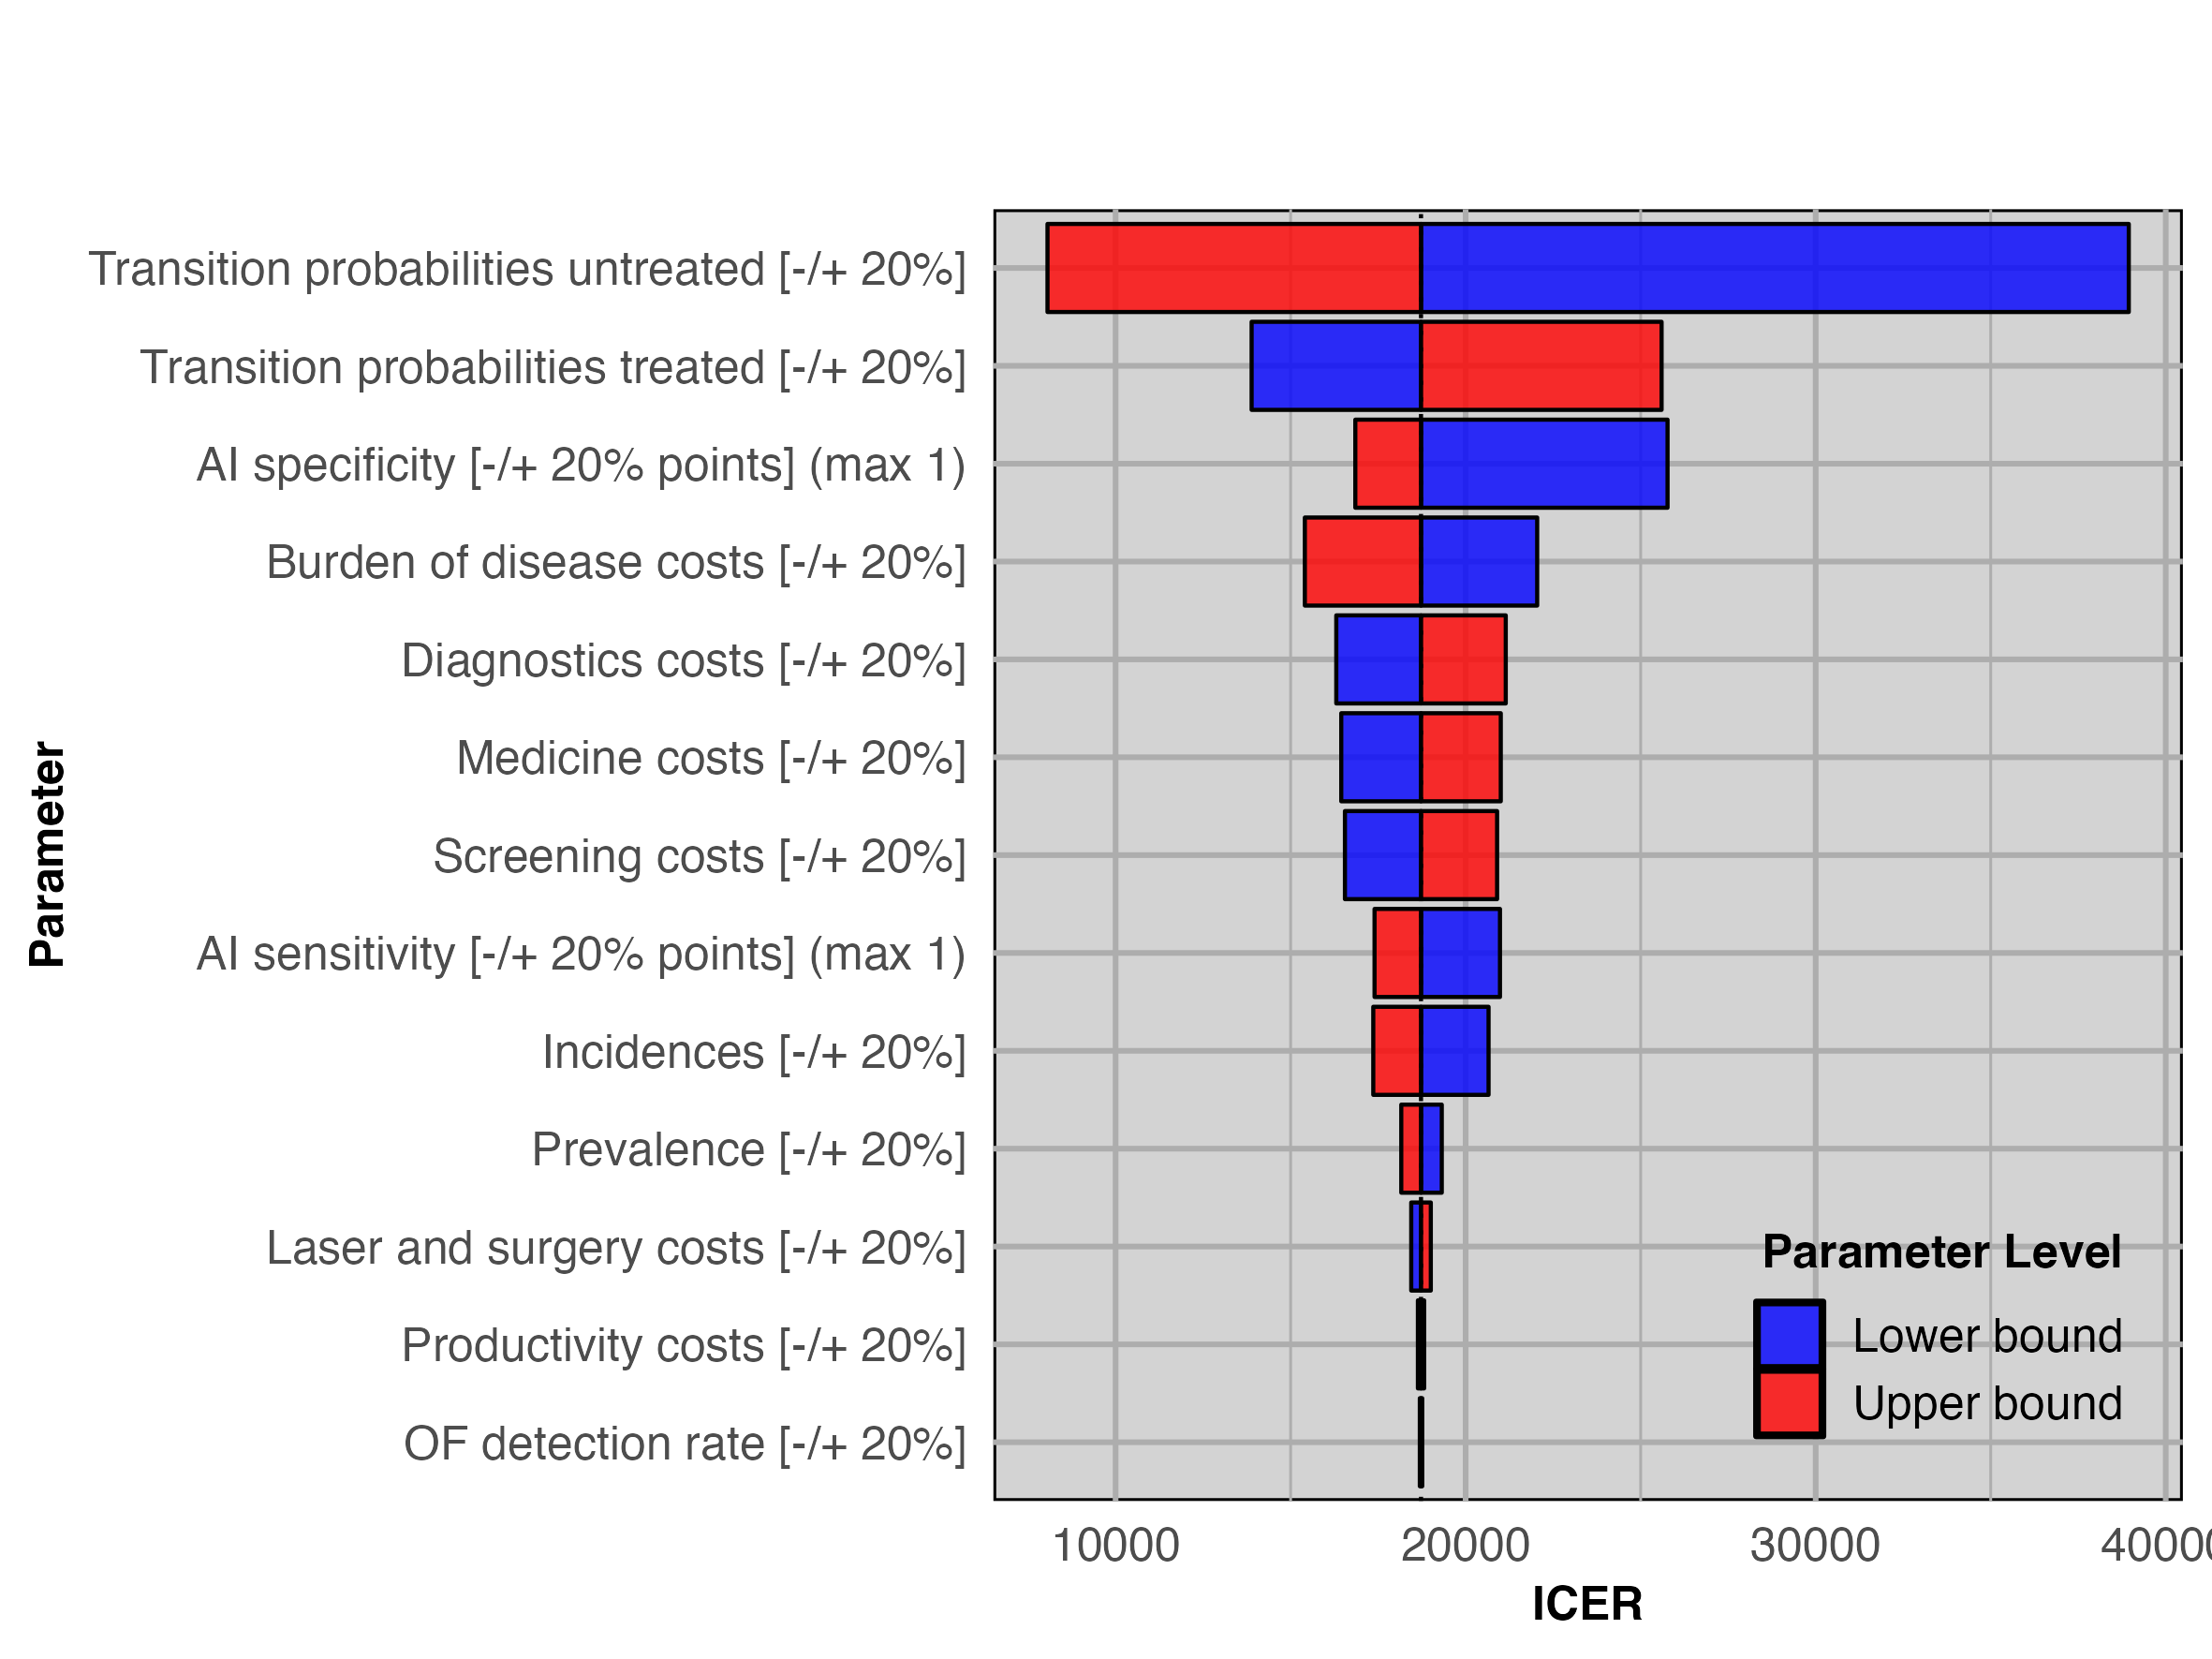 Transition probabilities untreated [-/+ 20%]
Transition probabilities treated [-/+ 20%]
AI specificity [-/+ 20% points] (max 1)
Burden of disease costs [-/+ 20%]
Diagnostics costs [-/+ 20%]
Medicine costs [-/+ 20%]
Screening costs [-/+ 20%]
AI sensitivity [-/+ 20% points] (max 1)
Incidences [-/+ 20%]
Prevalence [-/+ 20%]
Laser and surgery costs [-/+ 20%]
Productivity costs [-/+ 20%]
OF detection rate [-/+ 20%]
Parameter
Parameter Level
Lower bound
Upper bound
10000 20000 30000 40000
ICER